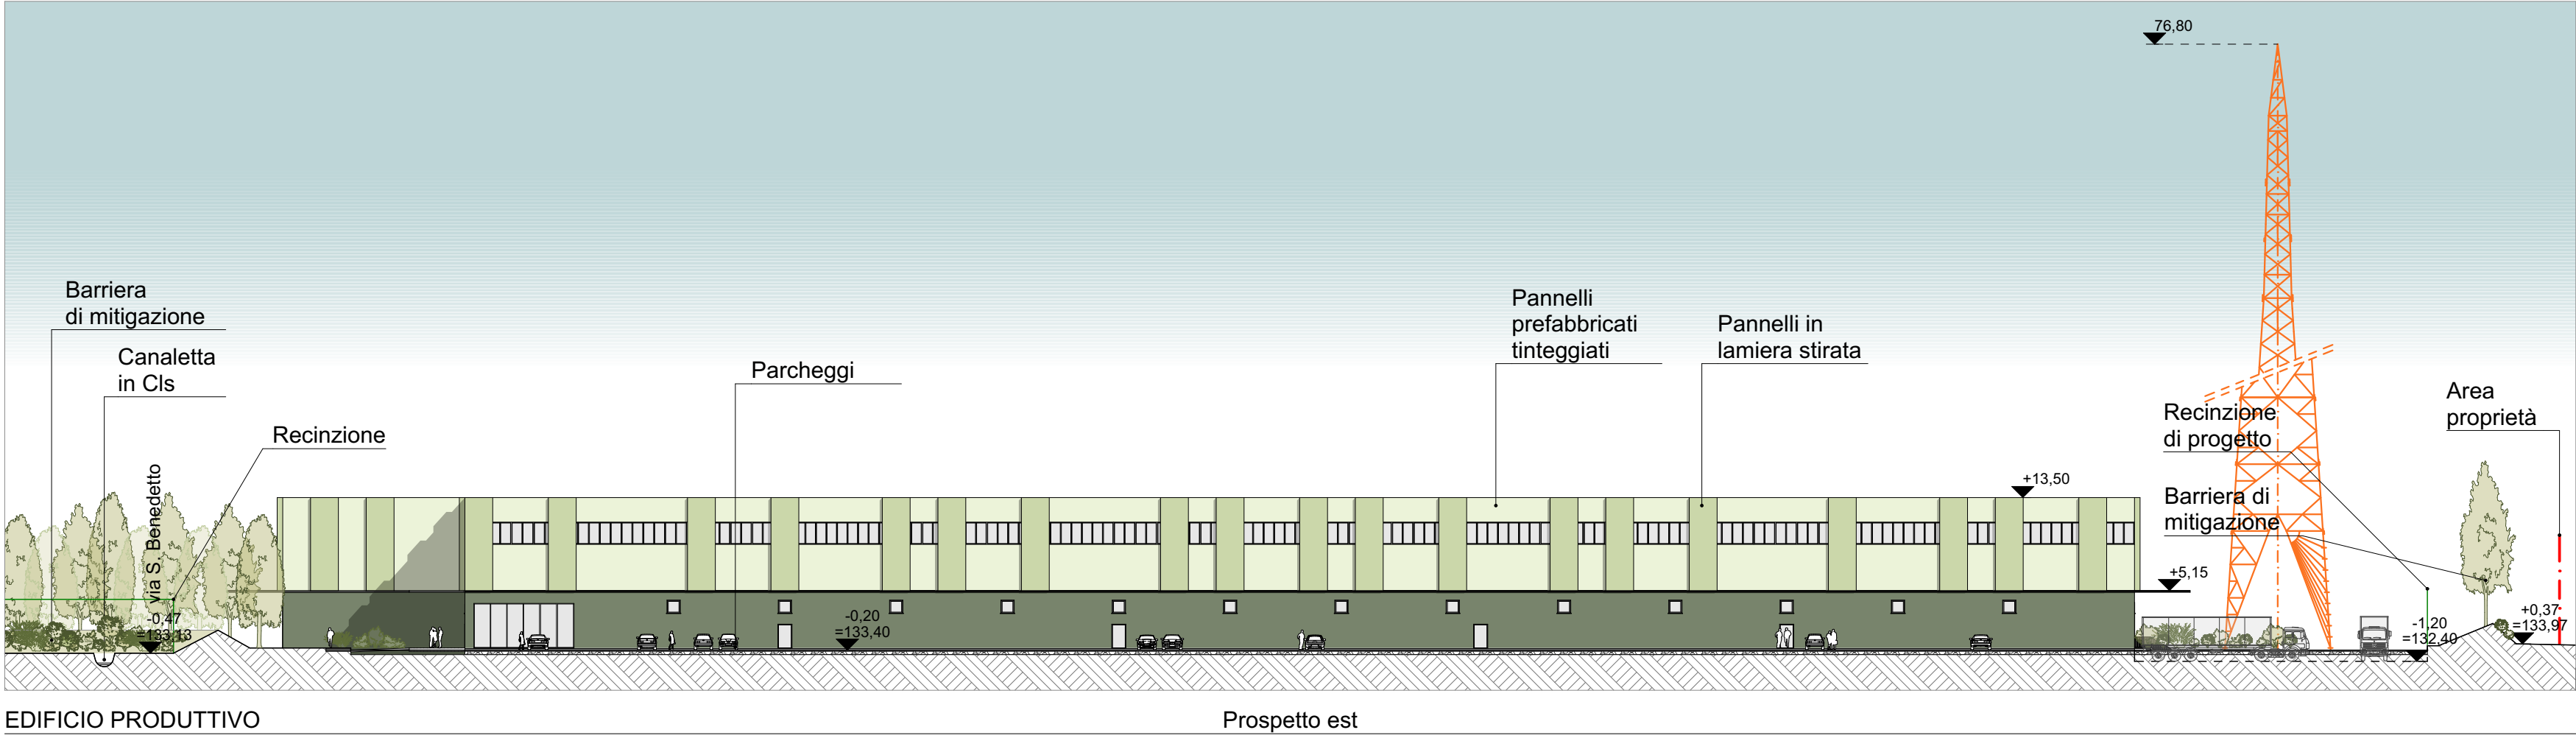 76,80
Barriera
di mitigazione
Canaletta
in Cls
via S. Benedetto
Recinzione
-0,47
=133,13
Parcheggi
-0,20
=133,40
Pannelli
prefabbricati
tinteggiati
Pannelli in
lamiera stirata
+13,50
+5,15
Recinzione
di progetto
Barriera di
mitigazione
Area
proprietà
-1,20
=132,40
+0,37
=133,97
EDIFICIO PRODUTTIVO
Prospetto est